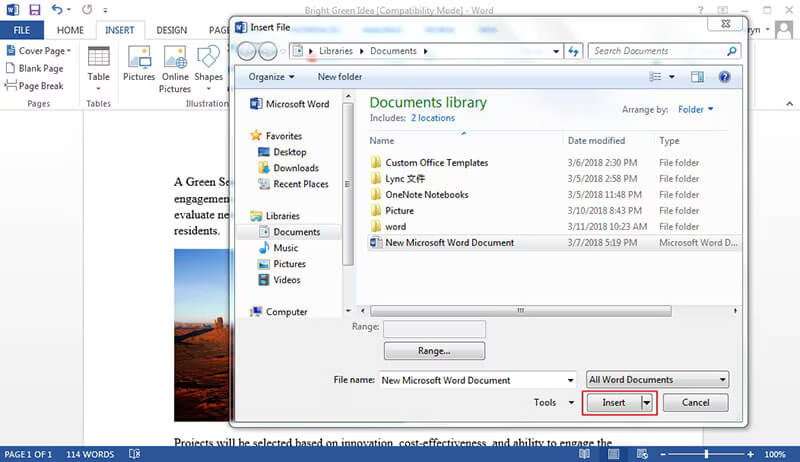 Bright Green Idea [Compatibility Mode] - Word
FILE HOME INSERT DESIGN
Cover Page
Blank Page
Page Break
Pages
Table
Tables
Pictures
Online Pictures
Shapes
Insert File
Libraries Documents
Search Documents
Organize New folder
Microsoft Word
Favorites
Desktop
Downloads
Recent Places
Libraries
Documents
Music
Pictures
Videos
Computer
Documents library
Includes: 2 locations
Arrange by: Folder
Name Date modified Type
Custom Office Templates 3/6/2018 2:30 PM File folder
Lync 文件 3/5/2018 2:58 PM File folder
OneNote Notebooks 3/5/2018 11:48 PM File folder
Picture 3/10/2018 8:43 PM File folder
word 3/11/2018 10:23 AM File folder
New Microsoft Word Document 3/7/2018 5:19 PM Microsoft Word D...
Range:
Range...
File name: New Microsoft Word Document All Word Documents
Tools Insert Cancel
A Green
evaluate
residents.
Projects will be selected based on innovation, cost-effectiveness, and ability to engage the
PAGE 1 OF 1 114 WORDS 100%